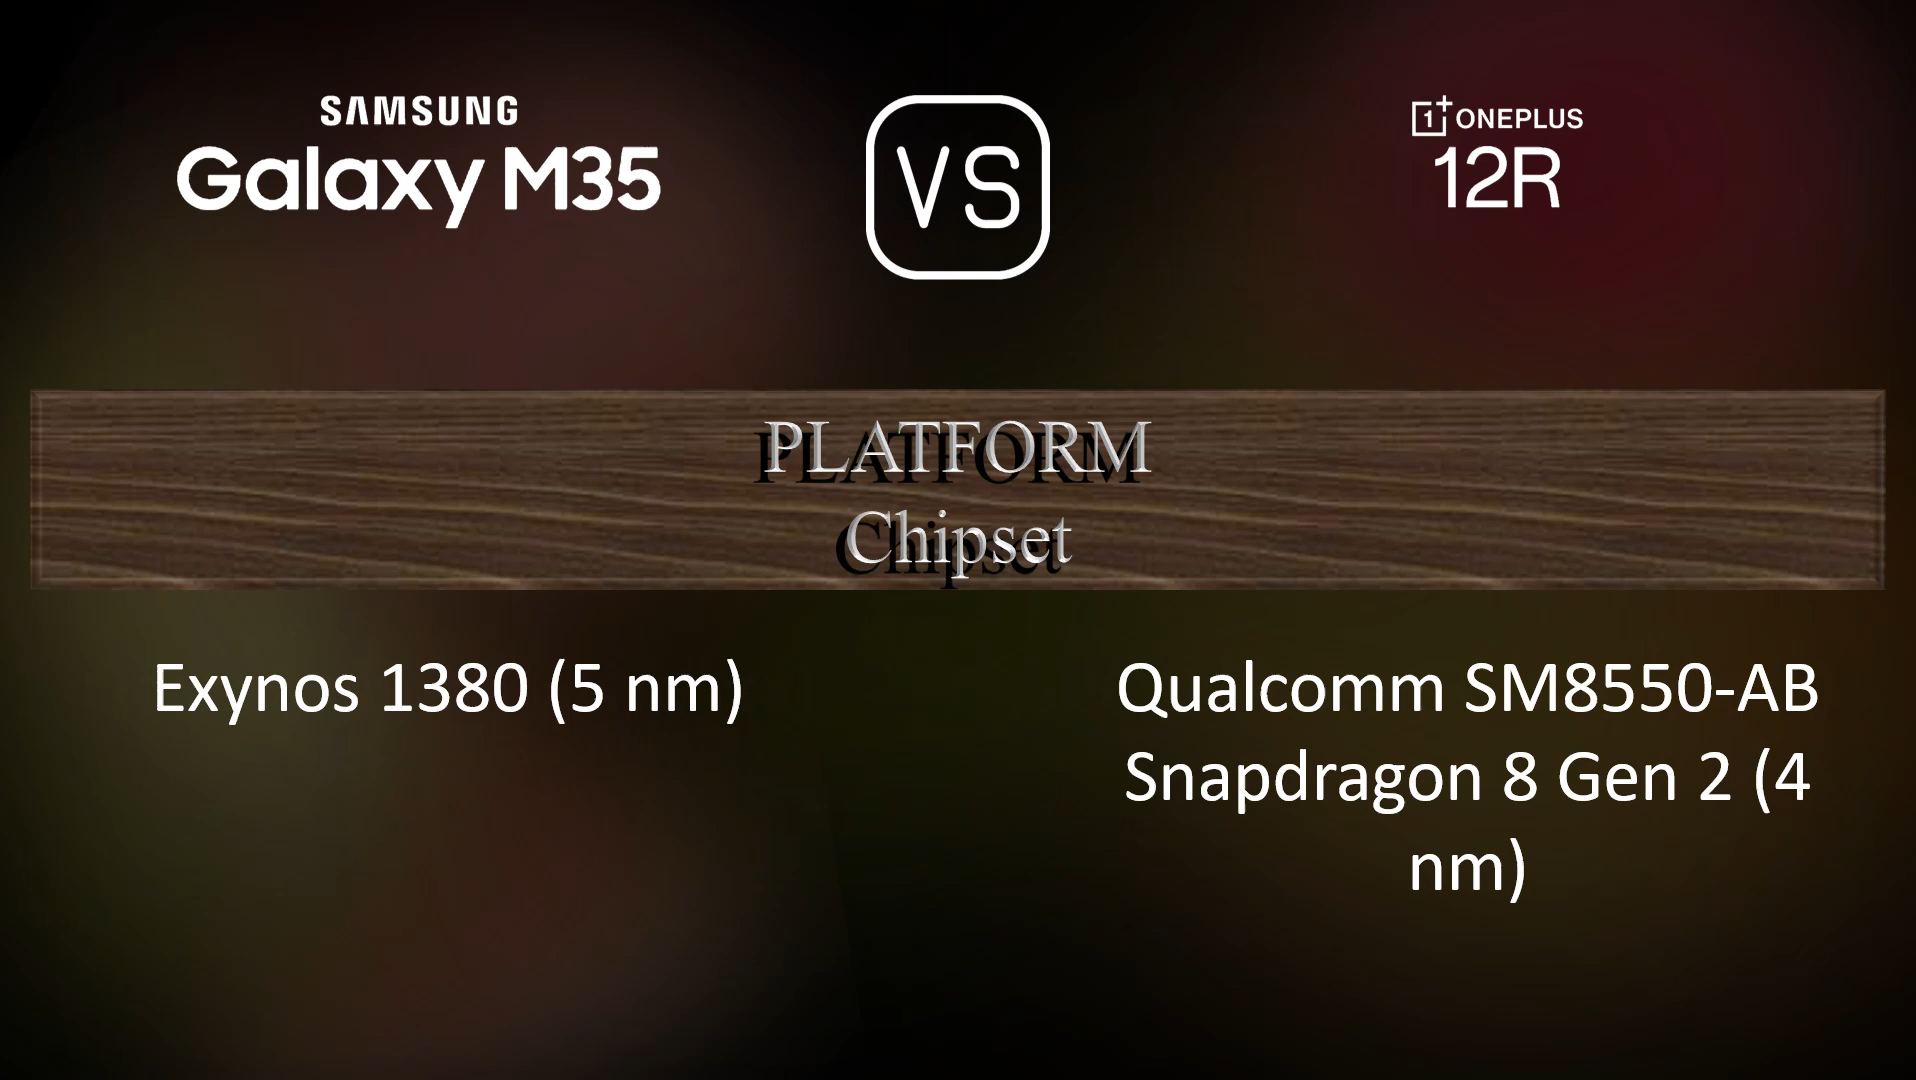 SAMSUNG
Galaxy M35
VS
1+ ONEPLUS
12R
PLATFORM
Chipset
Exynos 1380 (5 nm)
Qualcomm SM8550-AB
Snapdragon 8 Gen 2 (4
nm)